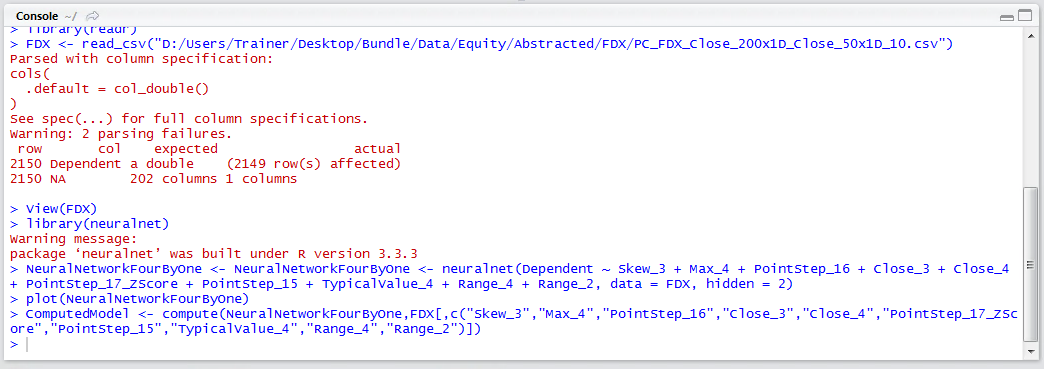 Console ~/
> library(readr)
> FDX <- read_csv("D:/Users/Trainer/Desktop/Bundle/Data/Equity/Abstracted/FDX/PC_FDX_Close_200x1D_Close_50x1D_10.csv")
Parsed with column specification:
cols(
  .default = col_double()
)
See spec(...) for full column specifications.
Warning: 2 parsing failures.
 row       col    expected                     actual
2150 Dependent a double    (2149 row(s) affected)
2150 NA        202 columns 1 columns
> View(FDX)
> library(neuralnet)
Warning message:
package ‘neuralnet’ was built under R version 3.3.3
> NeuralNetworkFourByOne <- NeuralNetworkFourByOne <- neuralnet(Dependent ~ Skew_3 + Max_4 + PointStep_16 + Close_3 + Close_4
+ PointStep_17_ZScore + PointStep_15 + TypicalValue_4 + Range_4 + Range_2, data = FDX, hidden = 2)
> plot(NeuralNetworkFourByOne)
> ComputedModel <- compute(NeuralNetworkFourByOne,FDX[,c("Skew_3","Max_4","PointStep_16","Close_3","Close_4","PointStep_17_ZSc
ore","PointStep_15","TypicalValue_4","Range_4","Range_2")])
>